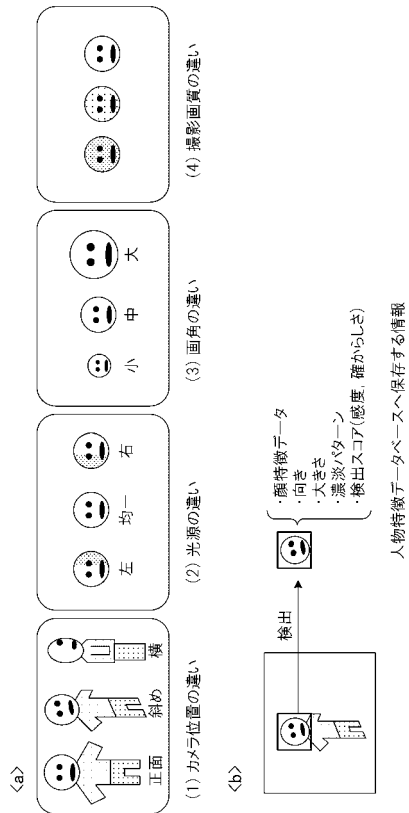 <a>
正面
斜め
横
(1) カメラ位置の違い
左
均一
右
(2) 光源の違い
小
中
大
(3) 画角の違い
(4) 撮影画質の違い
<b>
検出
・顔特徴データ
・向き
・大きさ
・濃淡パターン
・検出スコア(感度, 確からしさ)
人物特徴データベースへ保存する情報